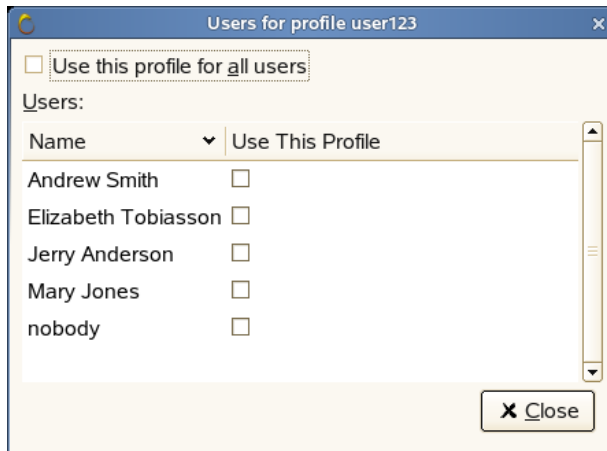 Users for profile user123
Use this profile for all users
Users:
Name Use This Profile
Andrew Smith
Elizabeth Tobiasson
Jerry Anderson
Mary Jones
nobody
Close